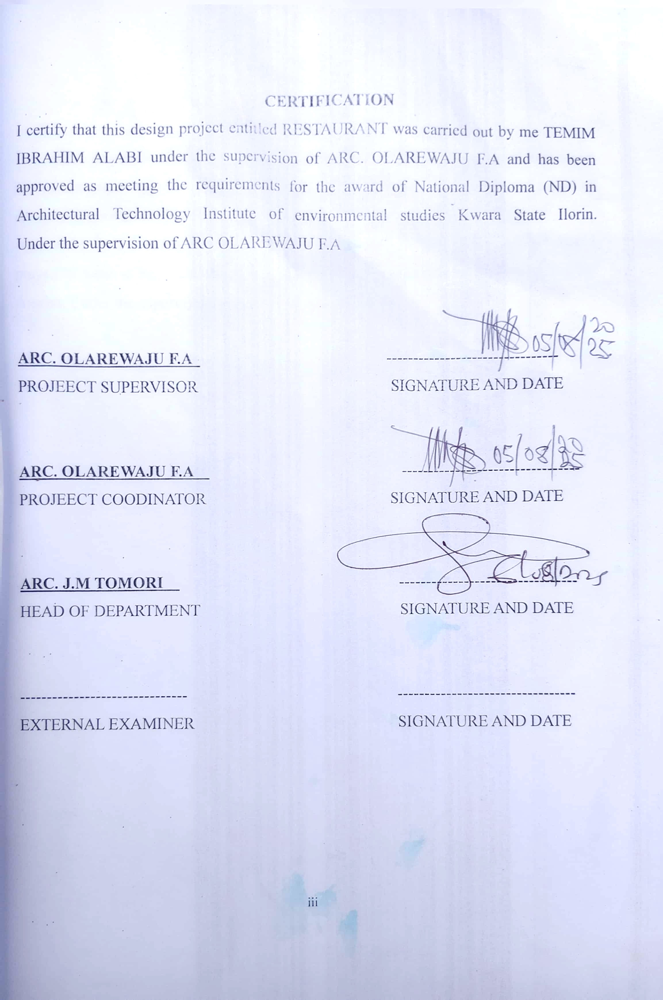 CERTIFICATION
I certify that this design project entitled RESTAURANT was carried out by me TEMIM
IBRAHIM ALABI under the supervision of ARC. OLAREWAJU F.A and has been
approved as meeting the requirements for the award of National Diploma (ND) in
Architectural Technology Institute of environmental studies Kwara State Ilorin.
Under the supervision of ARC OLAREWAJU F.A
05/08/2025
ARC. OLAREWAJU F.A
PROJEECT SUPERVISOR SIGNATURE AND DATE
05/08/2025
ARC. OLAREWAJU F.A
PROJEECT COODINATOR SIGNATURE AND DATE
ARC. J.M TOMORI
HEAD OF DEPARTMENT SIGNATURE AND DATE
EXTERNAL EXAMINER SIGNATURE AND DATE
iii